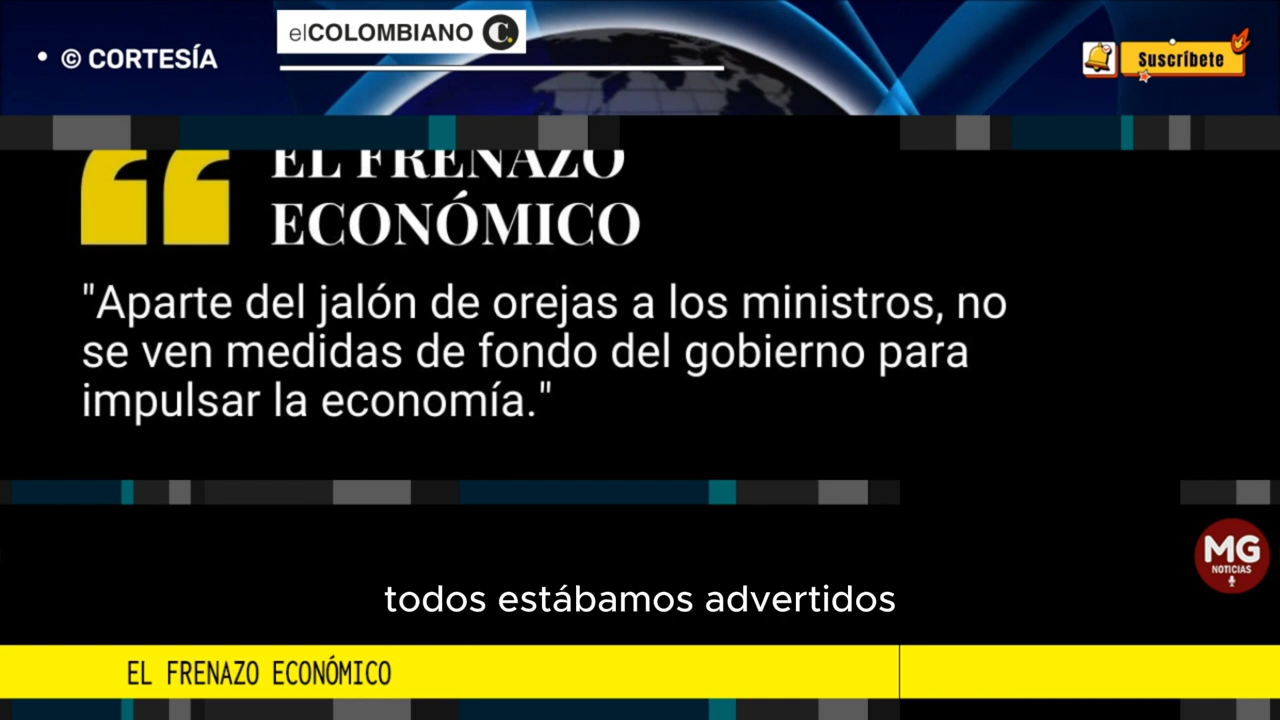 elCOLOMBIANO C.
• © CORTESÍA
Suscríbete
EL FRENAZO
ECONÓMICO
"Aparte del jalón de orejas a los ministros, no
se ven medidas de fondo del gobierno para
impulsar la economía."
MG
NOTICIAS
todos estábamos advertidos
EL FRENAZO ECONÓMICO